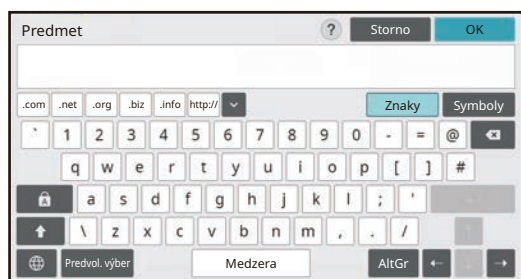 Predmet ? Storno OK
.com .net .org .biz .info http:// Znaky Symboly
` 1 2 3 4 5 6 7 8 9 0 - = @
q w e r t y u i o p [ ] #
A a s d f g h j k l ; '
\ z x c v b n m , . /
Predvol. výber Medzera AltGr ← →